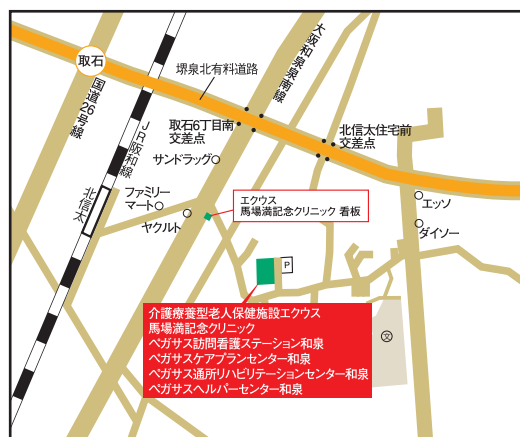 取石
国道26号線
JR阪和線
北信太
堺泉北有料道路
大阪和泉泉南線
取石6丁目南
交差点
北信太住宅前
交差点
サンドラッグ
ファミリー
マート
ヤクルト
エクウス
馬場満記念クリニック 看板
エッソ
ダイソー
P
介護療養型老人保健施設エクウス
馬場満記念クリニック
ペガサス訪問看護ステーション和泉
ペガサスケアプランセンター和泉
ペガサス通所リハビリテーションセンター和泉
ペガサスヘルパーセンター和泉
文